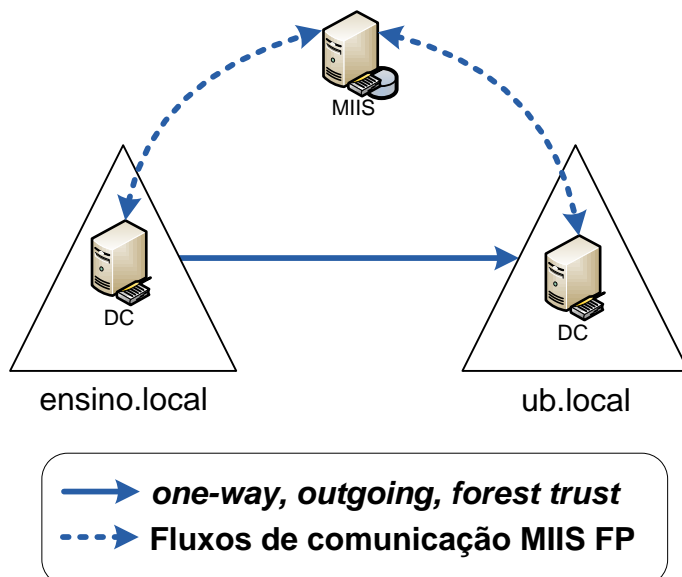 MIIS
DC
DC
ensino.local
ub.local
one-way, outgoing, forest trust
Fluxos de comunicação MIIS FP